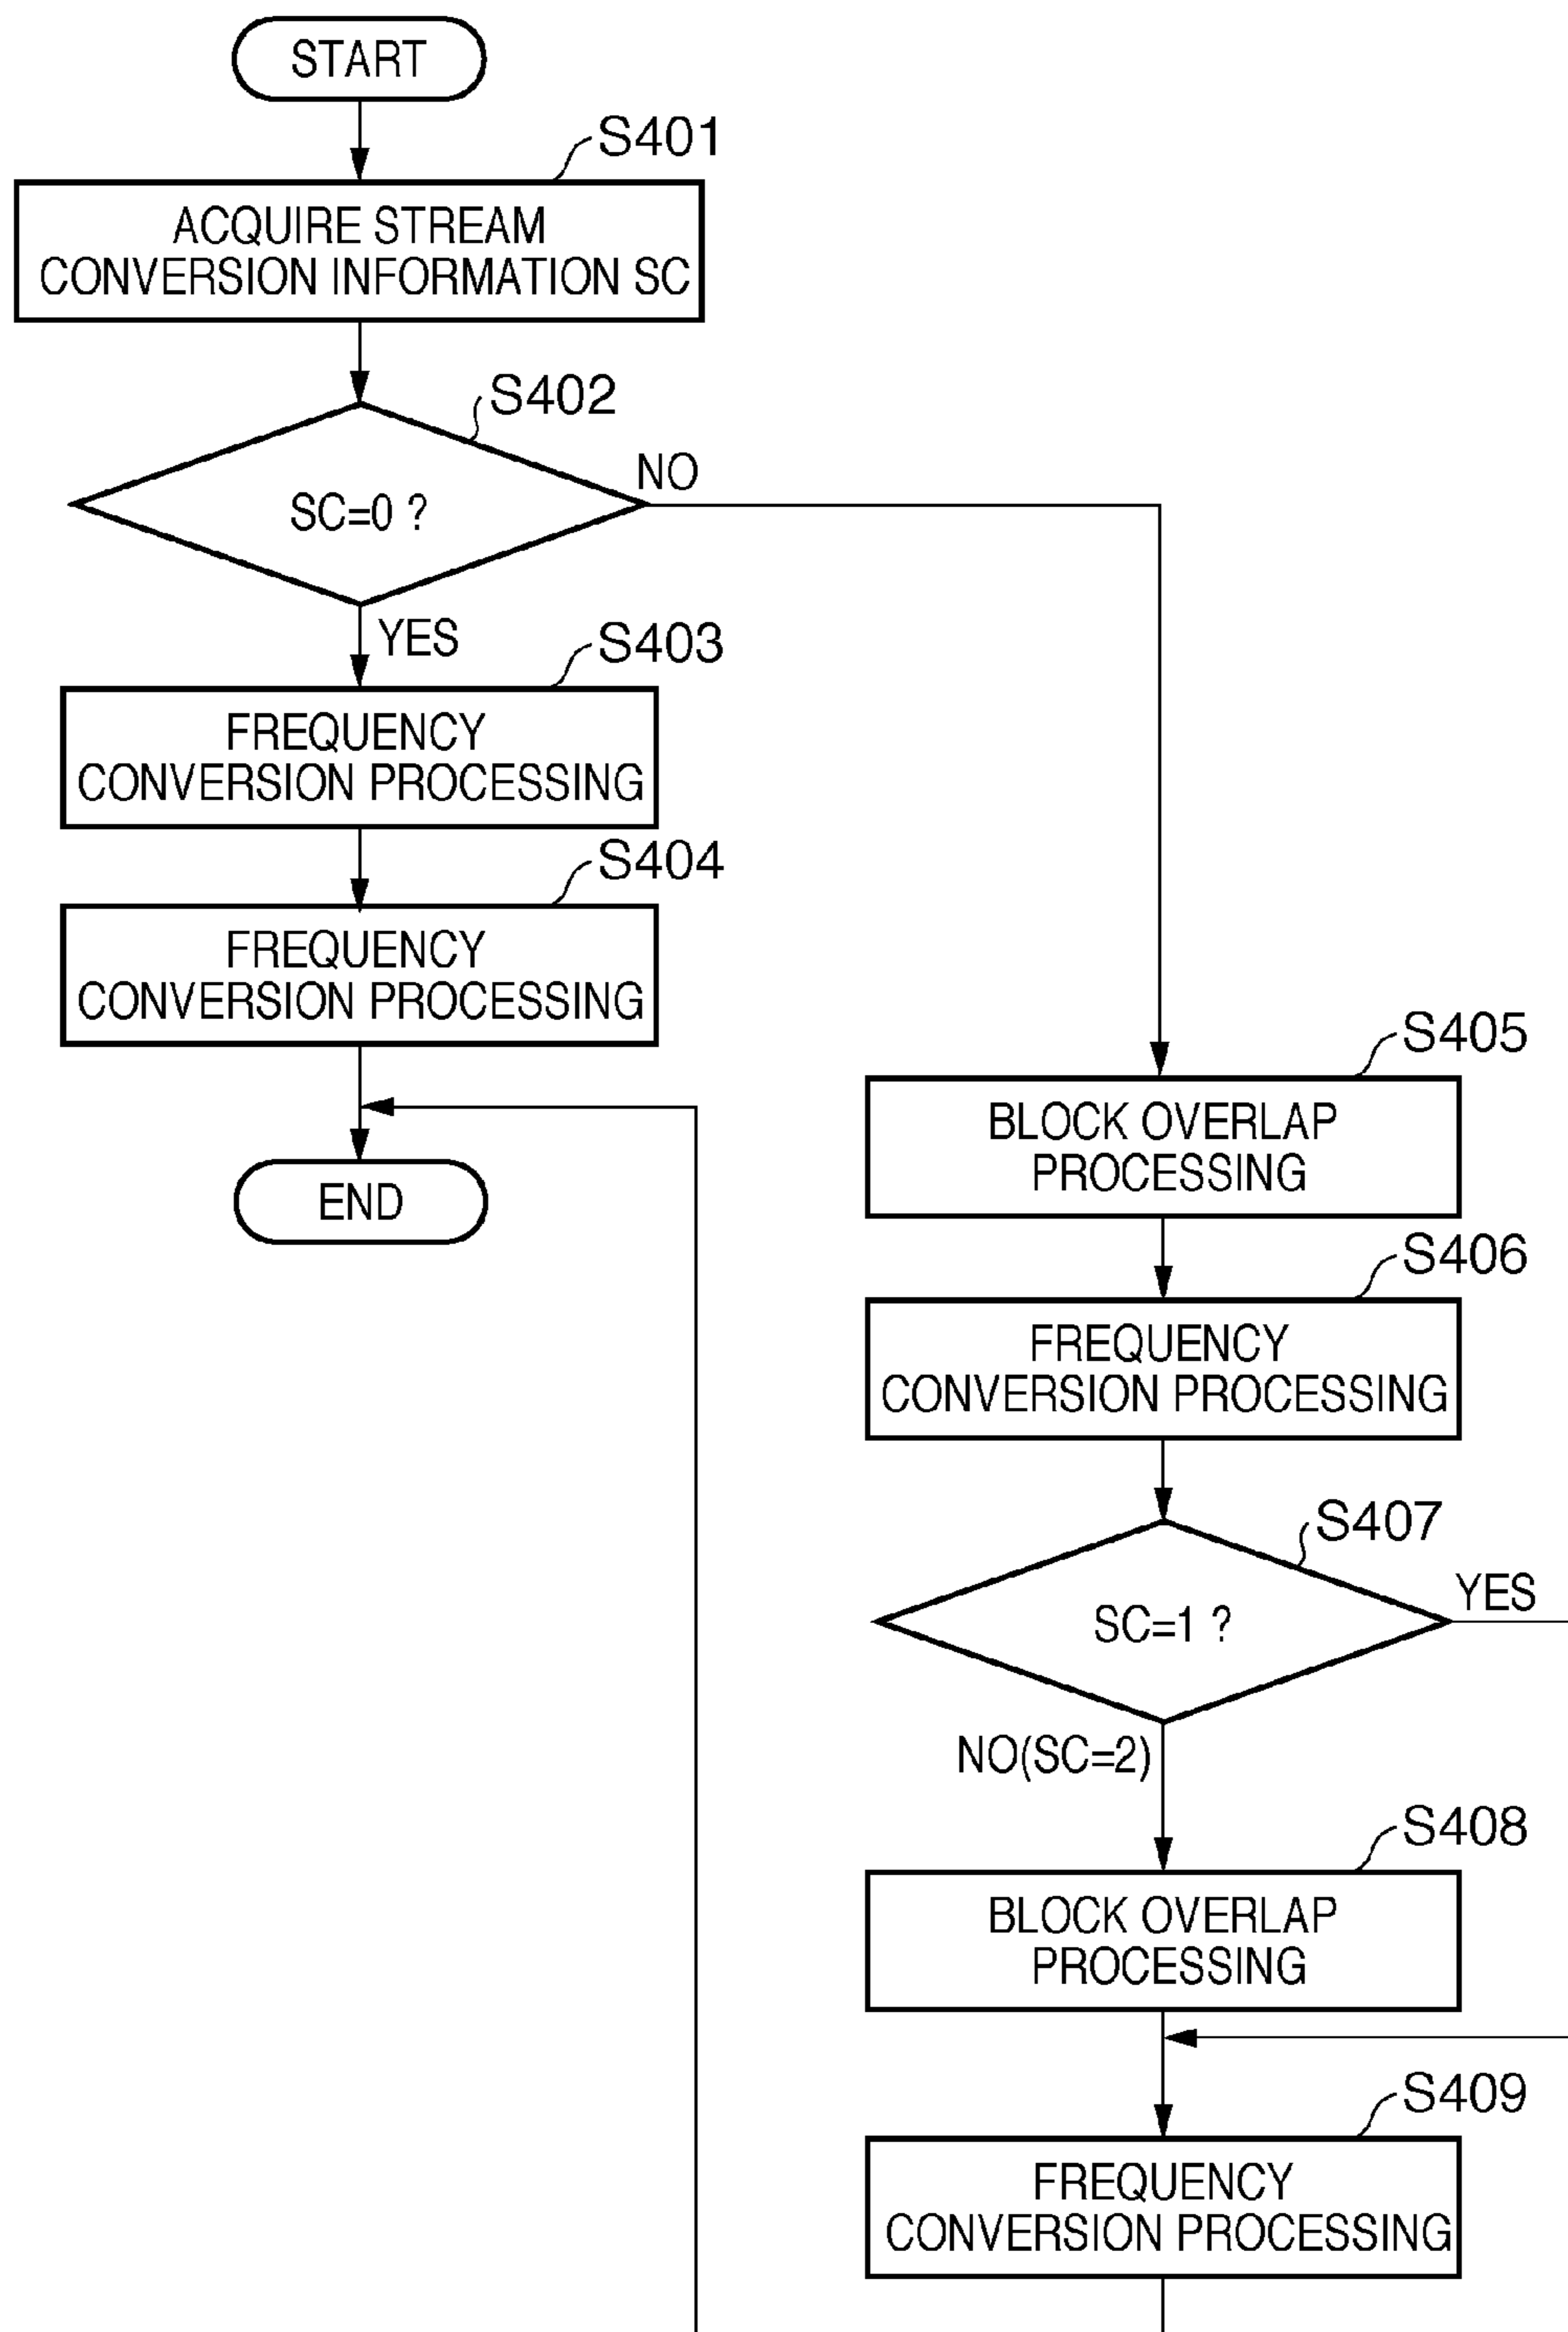 START
S401
ACQUIRE STREAM
CONVERSION INFORMATION SC
S402
SC=0 ?
NO
YES
S403
FREQUENCY
CONVERSION PROCESSING
S404
FREQUENCY
CONVERSION PROCESSING
END
S405
BLOCK OVERLAP
PROCESSING
S406
FREQUENCY
CONVERSION PROCESSING
S407
SC=1 ?
YES
NO(SC=2)
S408
BLOCK OVERLAP
PROCESSING
S409
FREQUENCY
CONVERSION PROCESSING